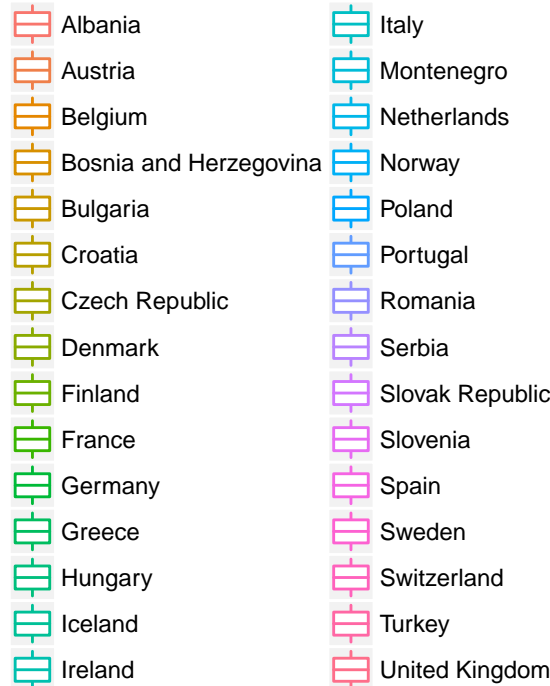 Albania
Austria
Belgium
Bosnia and Herzegovina
Bulgaria
Croatia
Czech Republic
Denmark
Finland
France
Germany
Greece
Hungary
Iceland
Ireland
Italy
Montenegro
Netherlands
Norway
Poland
Portugal
Romania
Serbia
Slovak Republic
Slovenia
Spain
Sweden
Switzerland
Turkey
United Kingdom